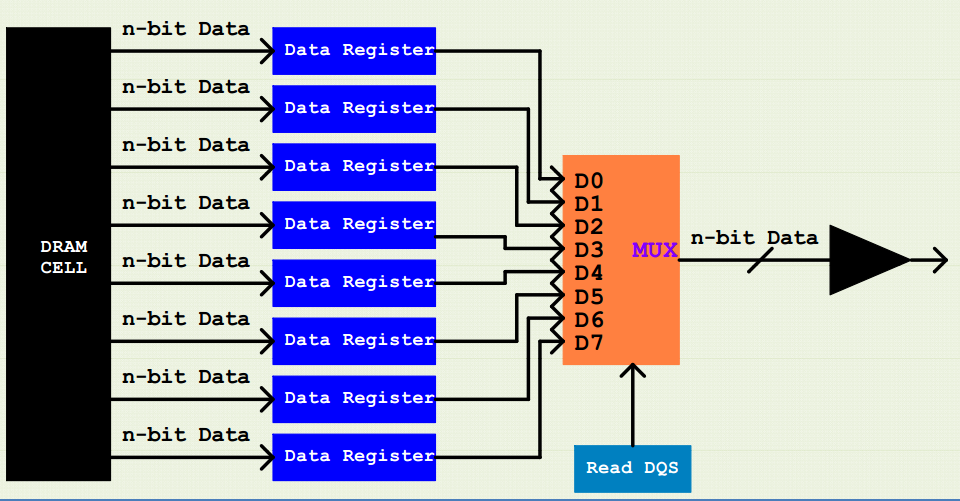 DRAM
CELL
n-bit Data
Data Register
n-bit Data
Data Register
n-bit Data
Data Register
n-bit Data
Data Register
n-bit Data
Data Register
n-bit Data
Data Register
n-bit Data
Data Register
n-bit Data
Data Register
D0
D1
D2
D3
D4
D5
D6
D7
MUX
n-bit Data
Read DQS